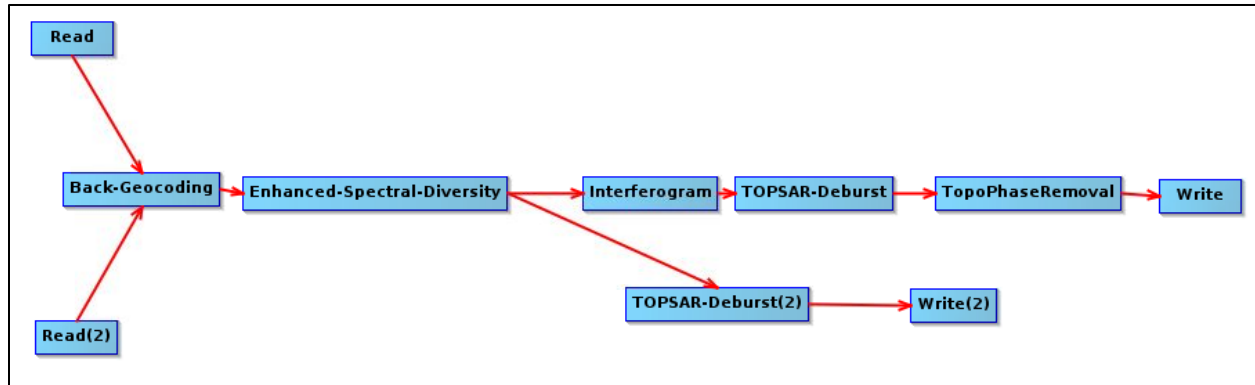 Read
Back-Geocoding
Enhanced-Spectral-Diversity
Interferogram
TOPSAR-Deburst
TopoPhaseRemoval
Write
TOPSAR-Deburst(2)
Write(2)
Read(2)